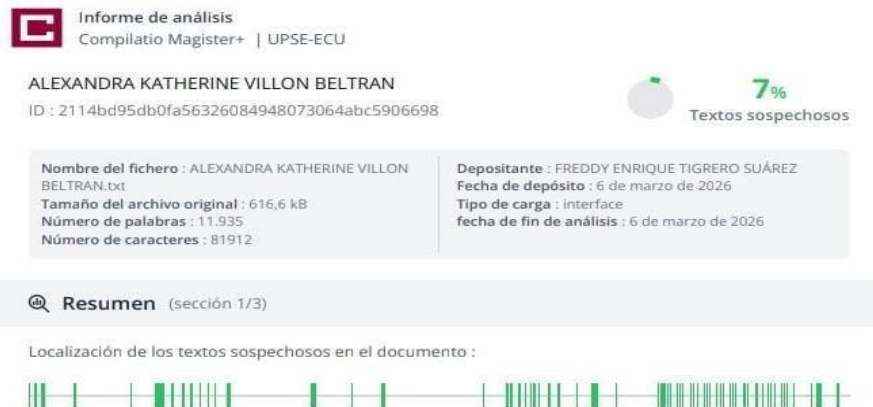 Informe de análisis
Compilatio Magister+ | UPSE-ECU
ALEXANDRA KATHERINE VILLON BELTRAN
ID : 2114bd95db0fa56326084948073064abc5906698
7%
Textos sospechosos
Nombre del fichero : ALEXANDRA KATHERINE VILLON
BELTRAN.txt
Tamaño del archivo original : 616,6 kB
Número de palabras : 11.935
Número de caracteres : 81912
Depositante : FREDDY ENRIQUE TIGRERO SUÁREZ
Fecha de depósito : 6 de marzo de 2026
Tipo de carga : interface
fecha de fin de análisis : 6 de marzo de 2026
Resumen (sección 1/3)
Localización de los textos sospechosos en el documento :